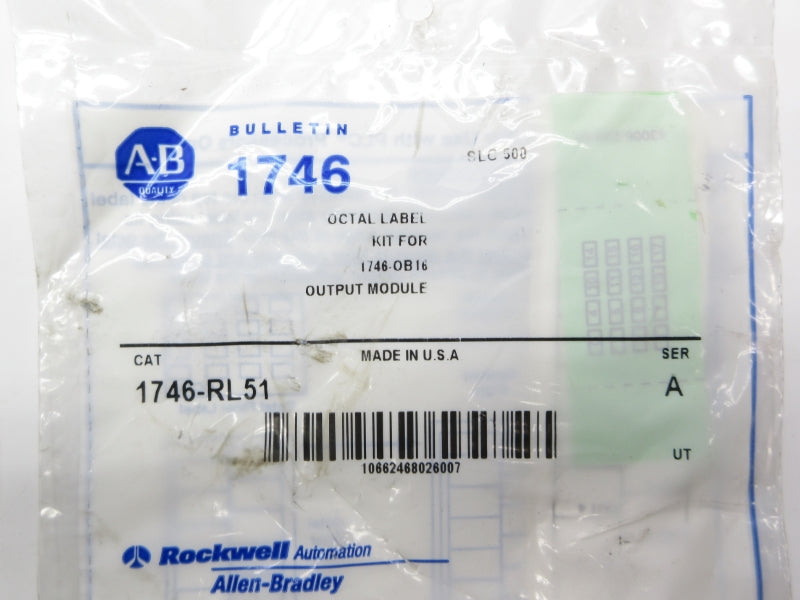 A-B
QUALITY
BULLETIN
1746
SLC 500
OCTAL LABEL
KIT FOR
1746-OB16
OUTPUT MODULE
CAT
MADE IN U.S.A
SER
1746-RL51
A
10662468026007
UT
Rockwell Automation
Allen-Bradley